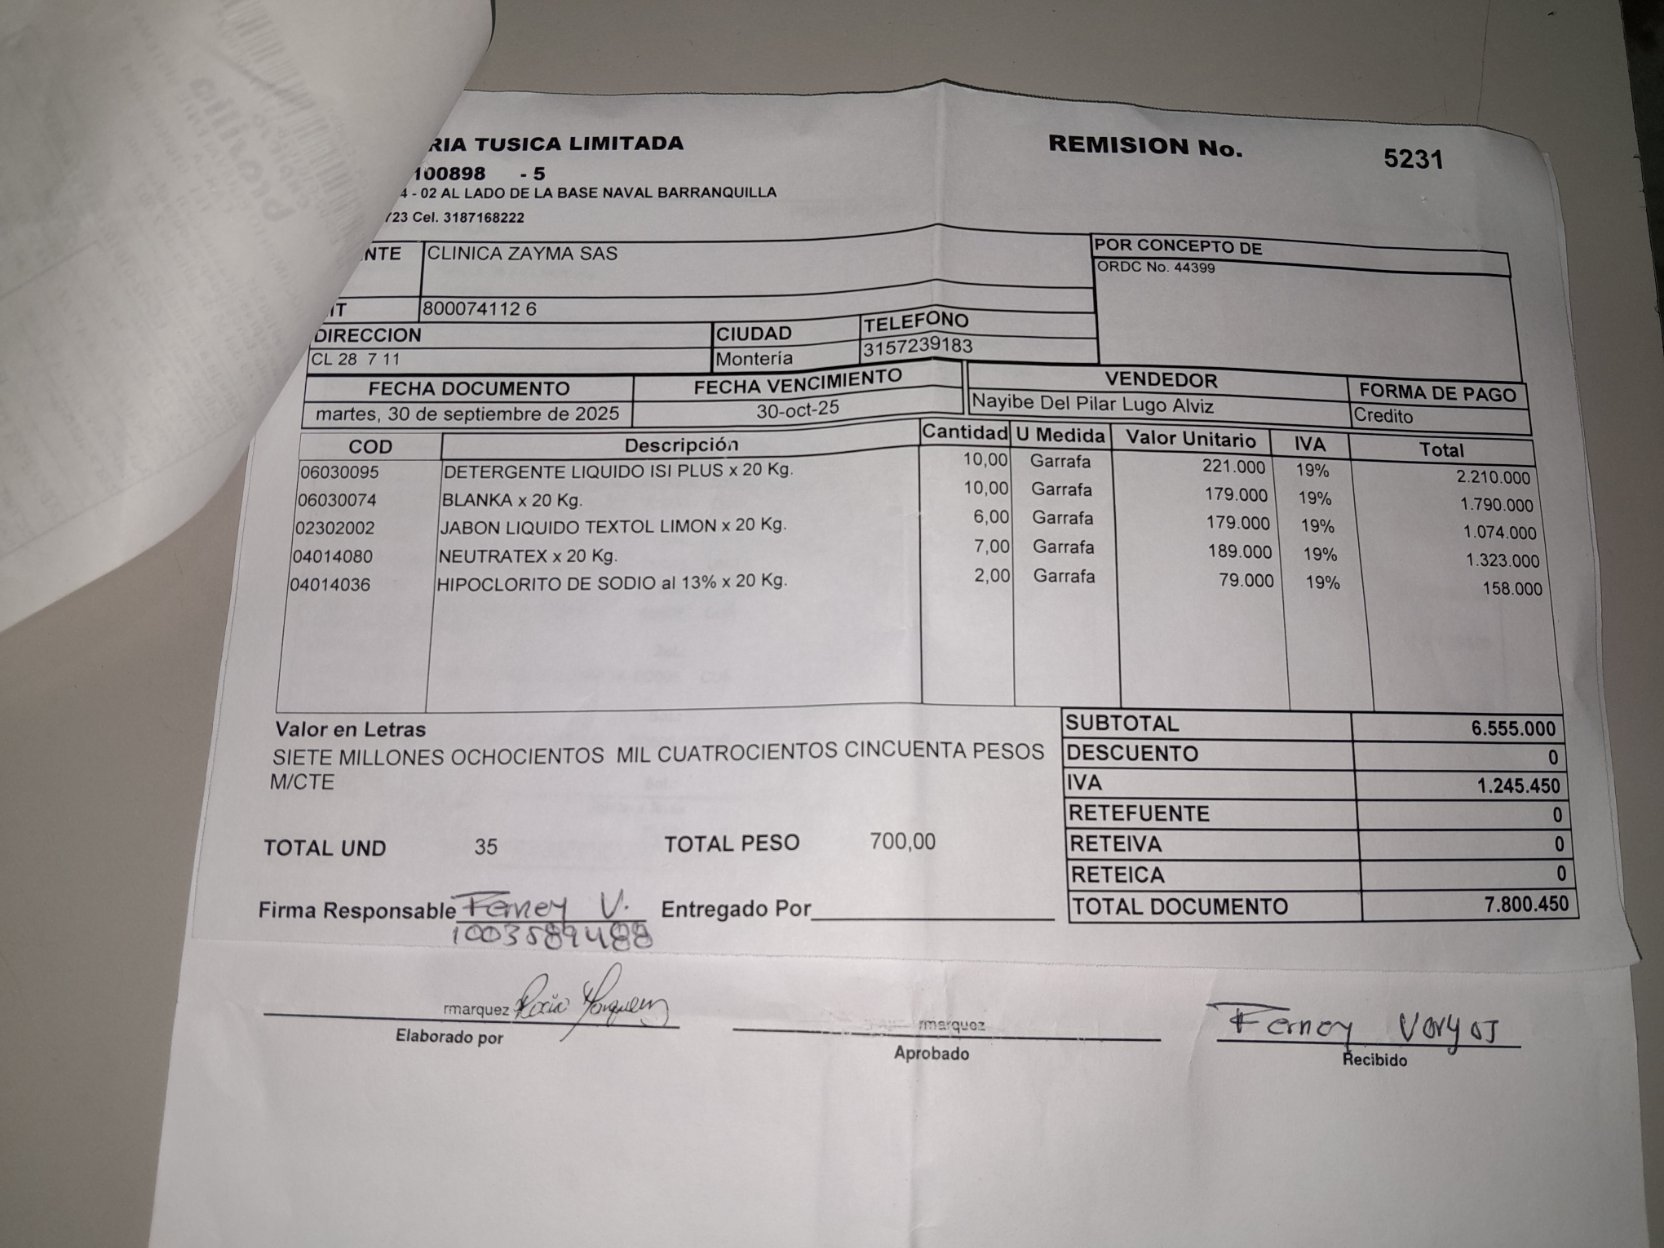 RIA TUSICA LIMITADA
REMISION No. 5231
100898 - 5
4 - 02 AL LADO DE LA BASE NAVAL BARRANQUILLA
723 Cel. 3187168222
NTE CLINICA ZAYMA SAS
POR CONCEPTO DE
ORDC No. 44399
IT 800074112 6
DIRECCION CIUDAD TELEFONO
CL 28 7 11 Montería 3157239183
FECHA DOCUMENTO FECHA VENCIMIENTO VENDEDOR FORMA DE PAGO
martes, 30 de septiembre de 2025 30-oct-25 Nayibe Del Pilar Lugo Alviz Credito
COD Descripción Cantidad U Medida Valor Unitario IVA Total
06030095 DETERGENTE LIQUIDO ISI PLUS x 20 Kg. 10,00 Garrafa 221.000 19% 2.210.000
06030074 BLANKA x 20 Kg. 10,00 Garrafa 179.000 19% 1.790.000
02302002 JABON LIQUIDO TEXTOL LIMON x 20 Kg. 6,00 Garrafa 179.000 19% 1.074.000
04014080 NEUTRATEX x 20 Kg. 7,00 Garrafa 189.000 19% 1.323.000
04014036 HIPOCLORITO DE SODIO al 13% x 20 Kg. 2,00 Garrafa 79.000 19% 158.000
Valor en Letras
SIETE MILLONES OCHOCIENTOS MIL CUATROCIENTOS CINCUENTA PESOS
M/CTE
SUBTOTAL 6.555.000
DESCUENTO 0
IVA 1.245.450
RETEFUENTE 0
RETEIVA 0
RETEICA 0
TOTAL DOCUMENTO 7.800.450
TOTAL UND 35 TOTAL PESO 700,00
Firma Responsable Ferney V. Entregado Por
1003589488
rmarquez
Elaborado por
rmarquez
Aprobado
Ferney Vargas
Recibido